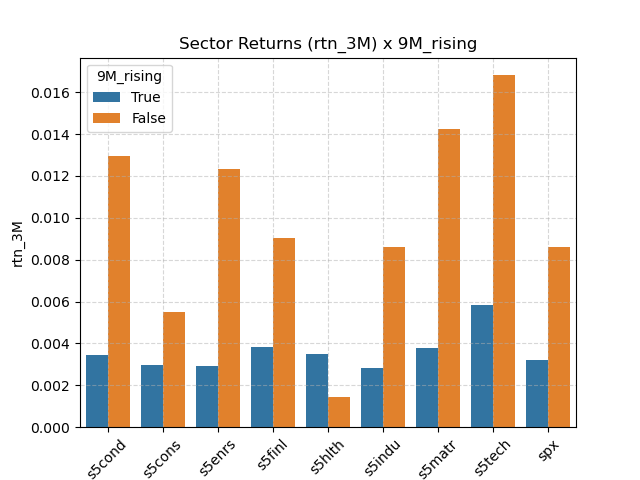 Sector Returns (rtn_3M) x 9M_rising
9M_rising
True
False
0.016
0.014
0.012
0.010
0.008
0.006
0.004
0.002
0.000
rtn_3M
s5cond
s5cons
s5enrs
s5finl
s5hlth
s5indu
s5matr
s5tech
spx